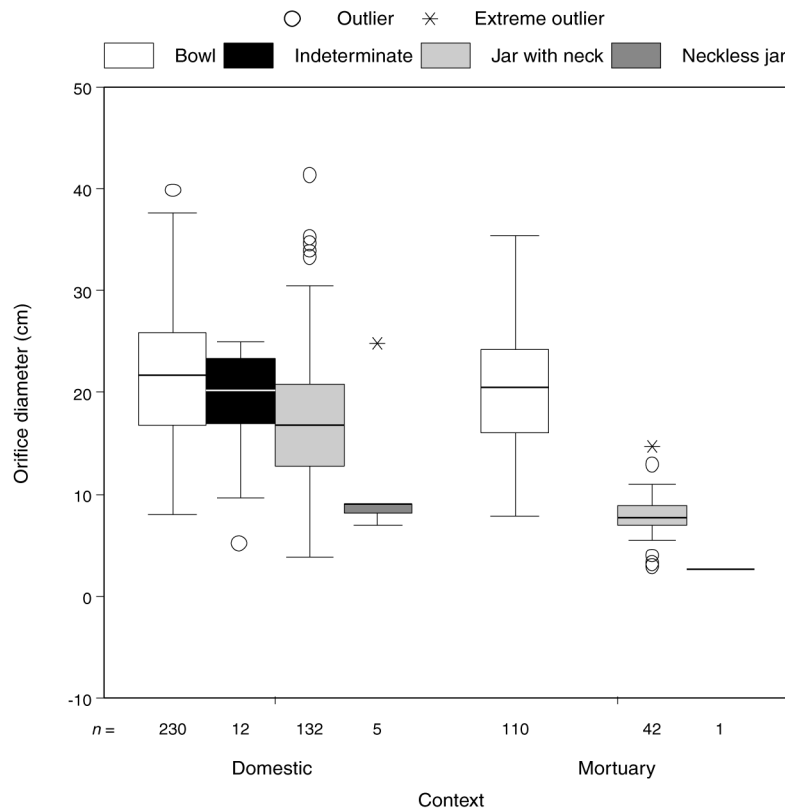 Outlier Extreme outlier
Bowl Indeterminate Jar with neck Neckless jar
50
40
30
20
10
0
-10
Orifice diameter (cm)
n = 230 12 132 5 110 42 1
Domestic Mortuary
Context